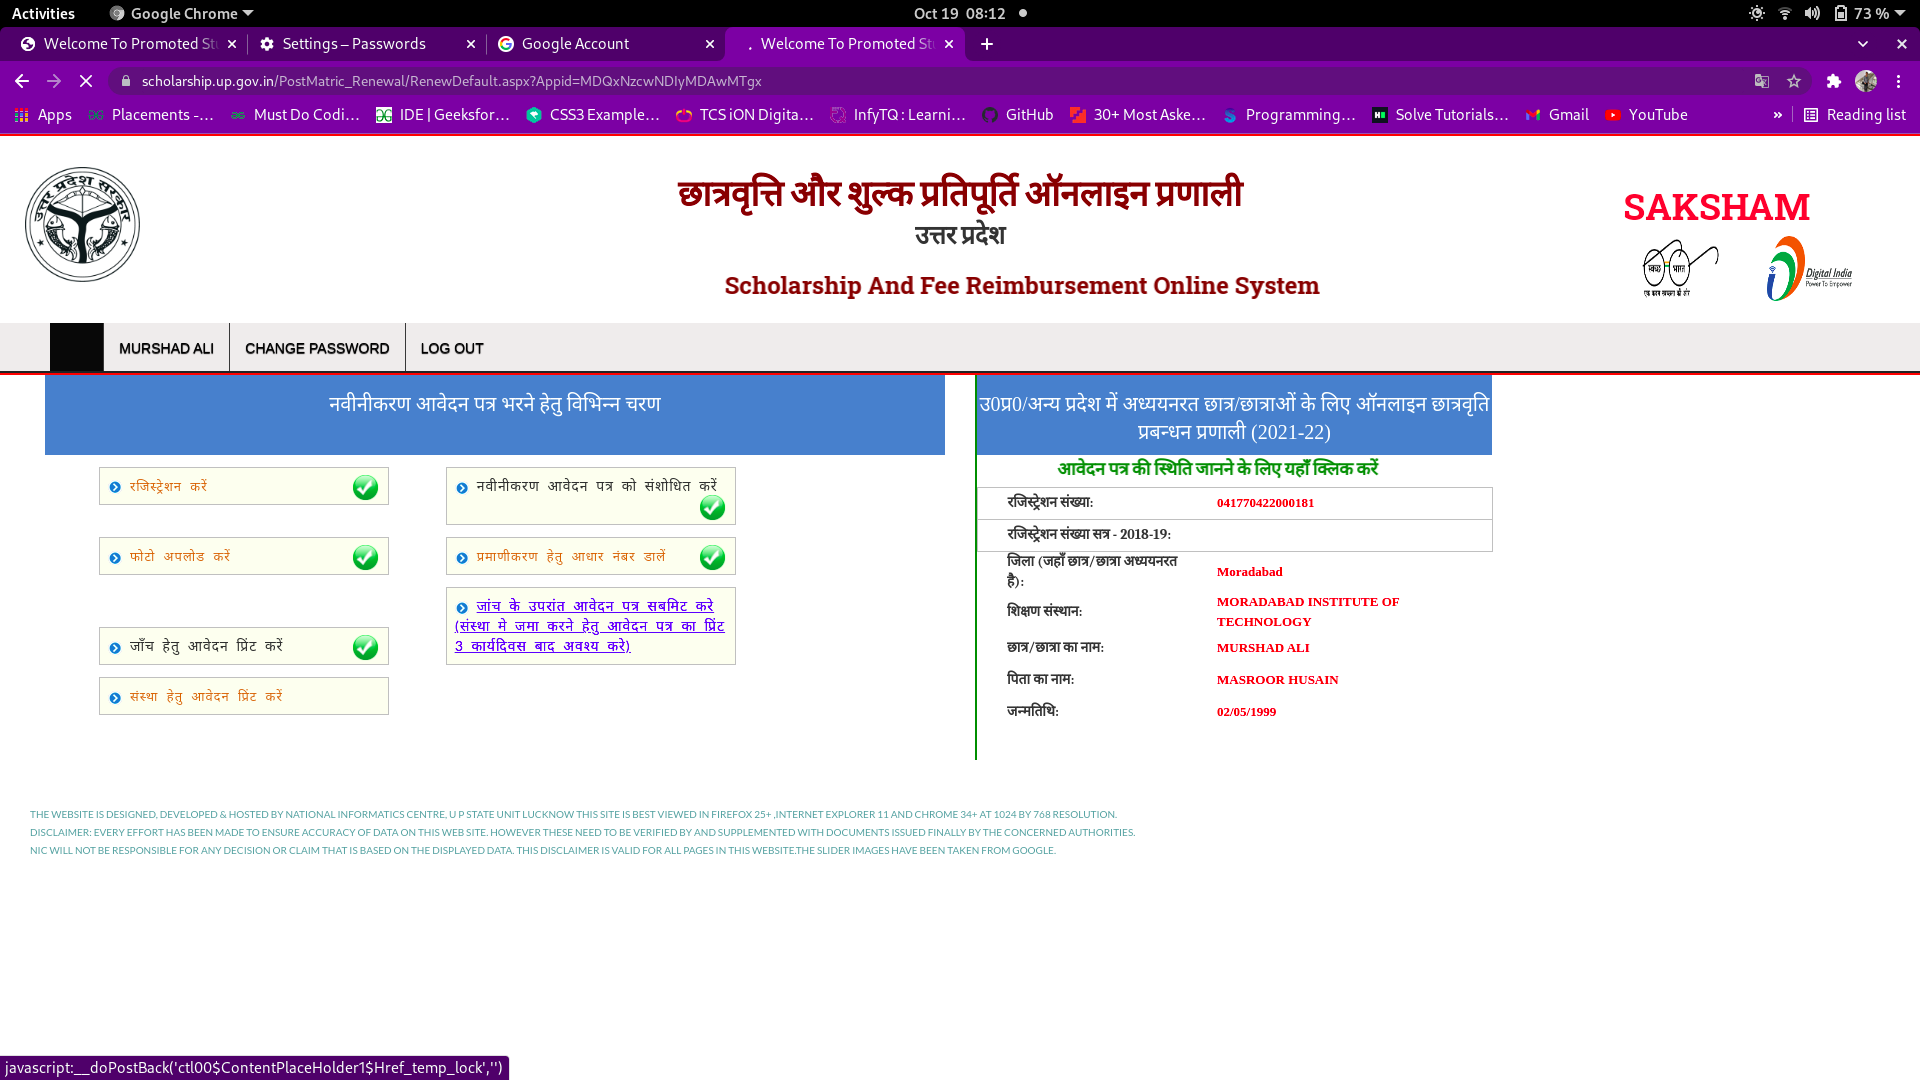 Activities
Google Chrome
Oct 19 08:12
73 %
Welcome To Promoted Stu
Settings – Passwords
Google Account
Welcome To Promoted Stu
scholarship.up.gov.in/PostMatric_Renewal/RenewDefault.aspx?Appid=MDQxNzcwNDIyMDAwMTgx
Apps
Placements -...
Must Do Codi...
IDE | Geeksfor...
CSS3 Example...
TCS iON Digita...
InfyTQ : Learni...
GitHub
30+ Most Aske...
Programming...
Solve Tutorials...
Gmail
YouTube
»
Reading list
उत्तर प्रदेश सरकार
छात्रवृत्ति और शुल्क प्रतिपूर्ति ऑनलाइन प्रणाली
उत्तर प्रदेश
Scholarship And Fee Reimbursement Online System
SAKSHAM
स्वच्छ भारत
एक कदम स्वच्छता की ओर
Digital India
Power To Empower
MURSHAD ALI
CHANGE PASSWORD
LOG OUT
नवीनीकरण आवेदन पत्र भरने हेतु विभिन्न चरण
रजिस्ट्रेशन करें
नवीनीकरण आवेदन पत्र को संशोधित करें
फोटो अपलोड करें
प्रमाणीकरण हेतु आधार नंबर डालें
जांच के उपरांत आवेदन पत्र सबमिट करे
(संस्था मे जमा करने हेतु आवेदन पत्र का प्रिंट
3 कार्यदिवस बाद अवश्य करे)
जाँच हेतु आवेदन प्रिंट करें
संस्था हेतु आवेदन प्रिंट करें
उ0प्र0/अन्य प्रदेश में अध्ययनरत छात्र/छात्राओं के लिए ऑनलाइन छात्रवृति
प्रबन्धन प्रणाली (2021-22)
आवेदन पत्र की स्थिति जानने के लिए यहाँ क्लिक करें
रजिस्ट्रेशन संख्या: 041770422000181
रजिस्ट्रेशन संख्या सत्र - 2018-19:
जिला (जहाँ छात्र/छात्रा अध्ययनरत
है): Moradabad
शिक्षण संस्थान: MORADABAD INSTITUTE OF
TECHNOLOGY
छात्र/छात्रा का नाम: MURSHAD ALI
पिता का नाम: MASROOR HUSAIN
जन्मतिथि: 02/05/1999
THE WEBSITE IS DESIGNED, DEVELOPED & HOSTED BY NATIONAL INFORMATICS CENTRE, U P STATE UNIT LUCKNOW THIS SITE IS BEST VIEWED IN FIREFOX 25+ ,INTERNET EXPLORER 11 AND CHROME 34+ AT 1024 BY 768 RESOLUTION.
DISCLAIMER: EVERY EFFORT HAS BEEN MADE TO ENSURE ACCURACY OF DATA ON THIS WEB SITE. HOWEVER THESE NEED TO BE VERIFIED BY AND SUPPLEMENTED WITH DOCUMENTS ISSUED FINALLY BY THE CONCERNED AUTHORITIES.
NIC WILL NOT BE RESPONSIBLE FOR ANY DECISION OR CLAIM THAT IS BASED ON THE DISPLAYED DATA. THIS DISCLAIMER IS VALID FOR ALL PAGES IN THIS WEBSITE.THE SLIDER IMAGES HAVE BEEN TAKEN FROM GOOGLE.
javascript:__doPostBack('ctl00$ContentPlaceHolder1$Href_temp_lock','')